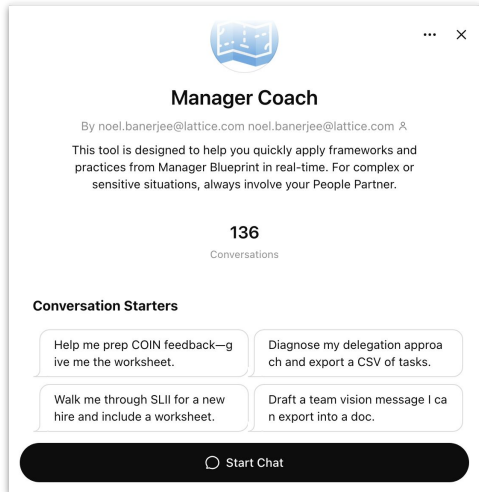 Manager Coach
By noel.banerjee@lattice.com noel.banerjee@lattice.com
This tool is designed to help you quickly apply frameworks and
practices from Manager Blueprint in real-time. For complex or
sensitive situations, always involve your People Partner.
136
Conversations
Conversation Starters
Help me prep COIN feedback—g
ive me the worksheet.
Diagnose my delegation approa
ch and export a CSV of tasks.
Walk me through SLII for a new
hire and include a worksheet.
Draft a team vision message I ca
n export into a doc.
Start Chat